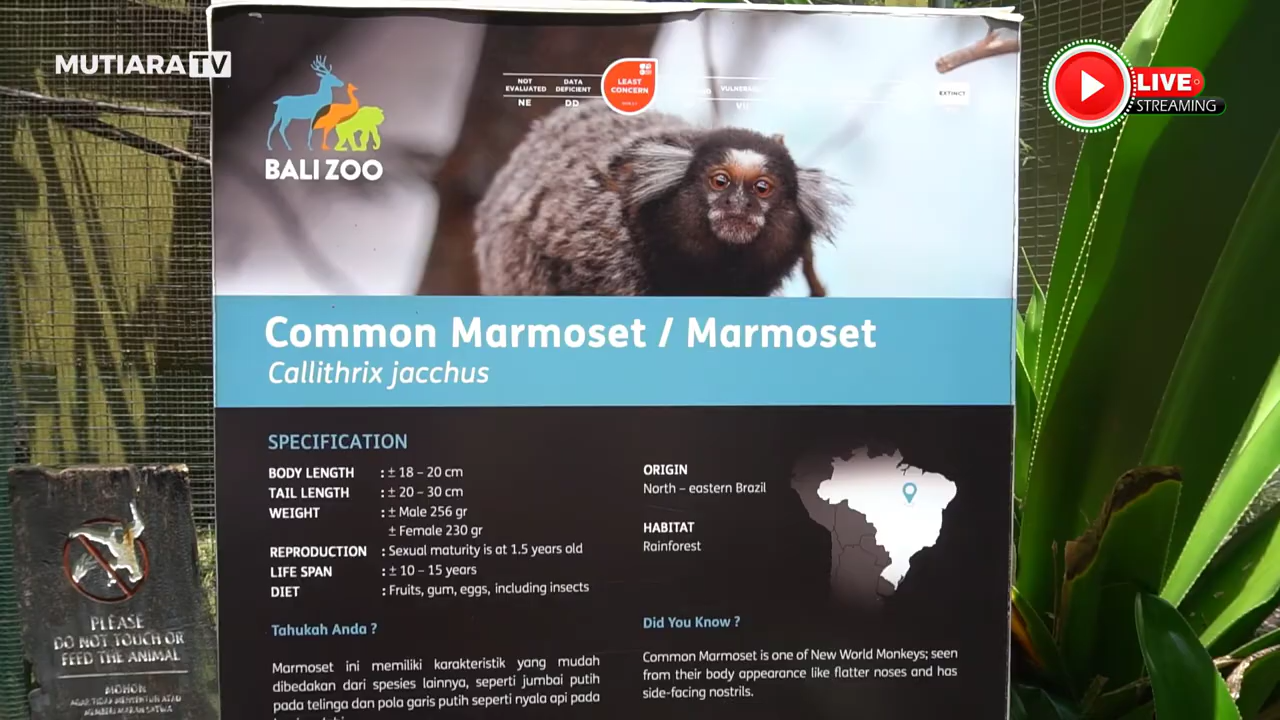 MUTIARA TV
LIVE
STREAMING
BALI ZOO
NOT EVALUATED
NE
DATA DEFICIENT
DD
LEAST CONCERN
EXTINCT
Common Marmoset / Marmoset
Callithrix jacchus
SPECIFICATION
BODY LENGTH : ± 18 – 20 cm
TAIL LENGTH : ± 20 – 30 cm
WEIGHT : ± Male 256 gr
± Female 230 gr
REPRODUCTION : Sexual maturity is at 1.5 years old
LIFE SPAN : ± 10 – 15 years
DIET : Fruits, gum, eggs, including insects
ORIGIN
North – eastern Brazil
HABITAT
Rainforest
Tahukah Anda ?
Marmoset ini memiliki karakteristik yang mudah
dibedakan dari spesies lainnya, seperti jumbai putih
pada telinga dan pola garis putih seperti nyala api pada
Did You Know ?
Common Marmoset is one of New World Monkeys; seen
from their body appearance like flatter noses and has
side-facing nostrils.
PLEASE
DO NOT TOUCH OR
FEED THE ANIMAL
MOHON